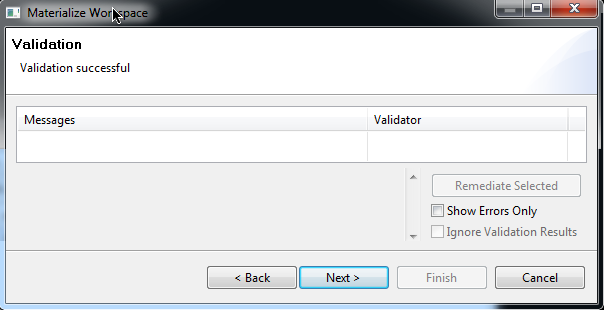 Materialize Workspace
Validation
Validation successful
Messages Validator
Remediate Selected
Show Errors Only
Ignore Validation Results
< Back Next > Finish Cancel